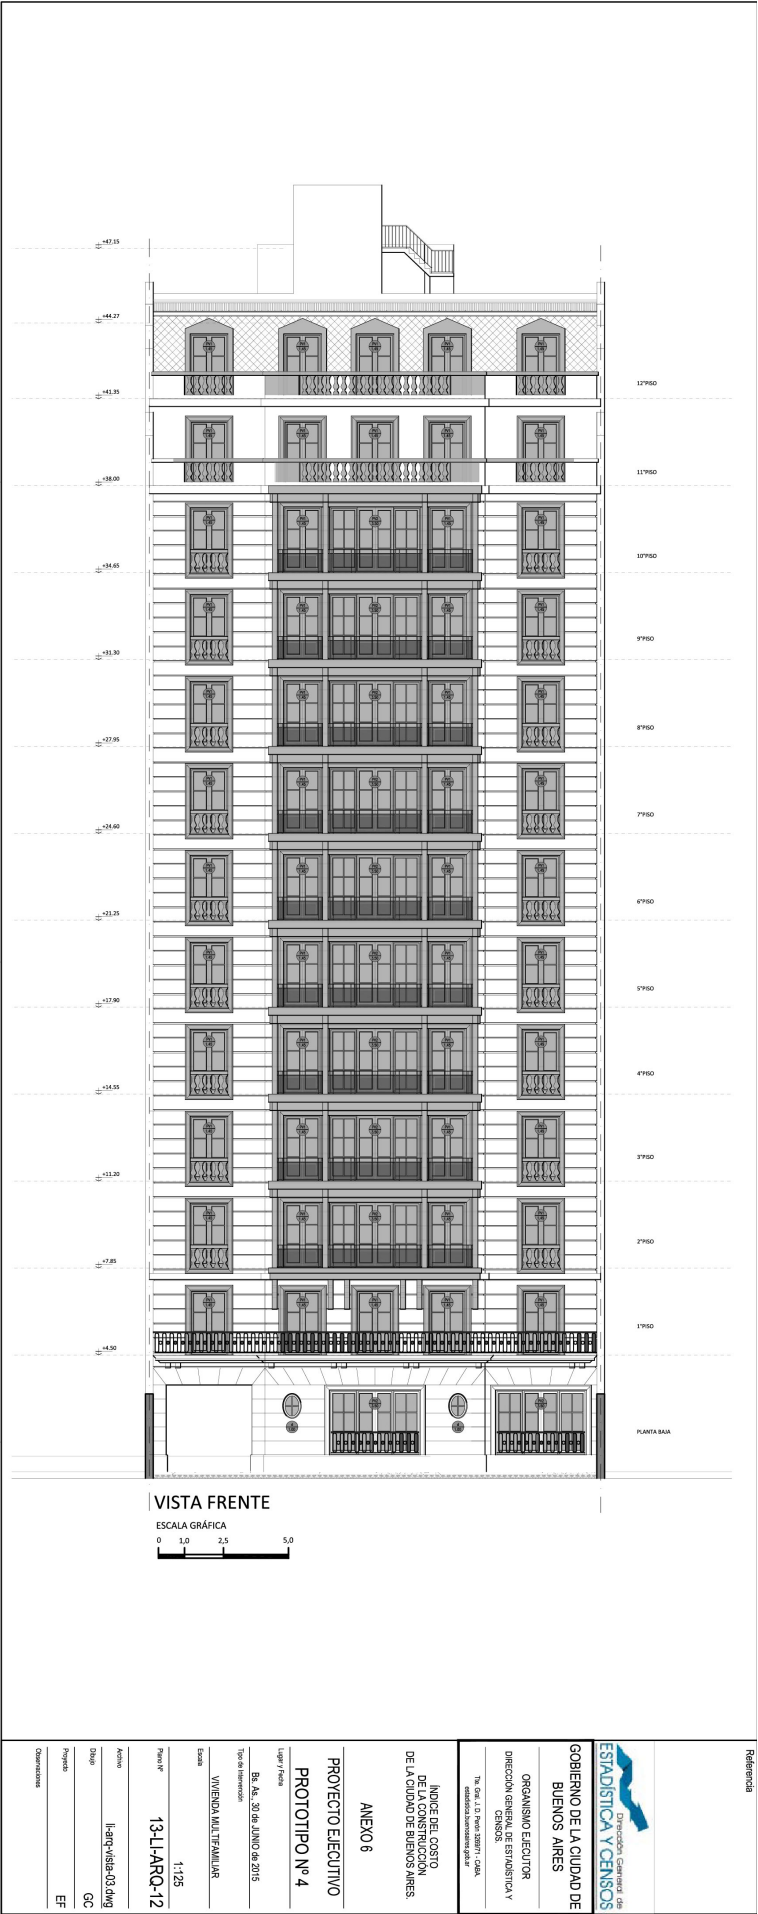 +47.15
+44.27
+41.35
12°PISO
+38.00
11°PISO
+34.65
10°PISO
+31.30
9°PISO
+27.95
8°PISO
+24.60
7°PISO
+21.25
6°PISO
+17.90
5°PISO
+14.55
4°PISO
+11.20
3°PISO
+7.85
2°PISO
+4.50
1°PISO
PLANTA BAJA
VISTA FRENTE
ESCALA GRÁFICA
0 1,0 2,5 5,0
Referencia
Dirección General de
ESTADÍSTICA Y CENSOS
GOBIERNO DE LA CIUDAD DE
BUENOS AIRES
ORGANISMO EJECUTOR
DIRECCIÓN GENERAL DE ESTADÍSTICA Y
CENSOS.
estadistica.buenosaires.gob.ar
ÍNDICE DEL COSTO
DE LA CONSTRUCCIÓN
DE LA CIUDAD DE BUENOS AIRES.
ANEXO 6
PROYECTO EJECUTIVO
PROTOTIPO Nº 4
Lugar y Fecha
Bs. As., 30 de JUNIO de 2015
Tipo de Intervención
VIVIENDA MULTIFAMILIAR
Escala
1:125
Plano Nº
13-LI-ARQ-12
Archivo
li-arq-vista-03.dwg
Dibujo
GC
Proyecto
EF
Observaciones